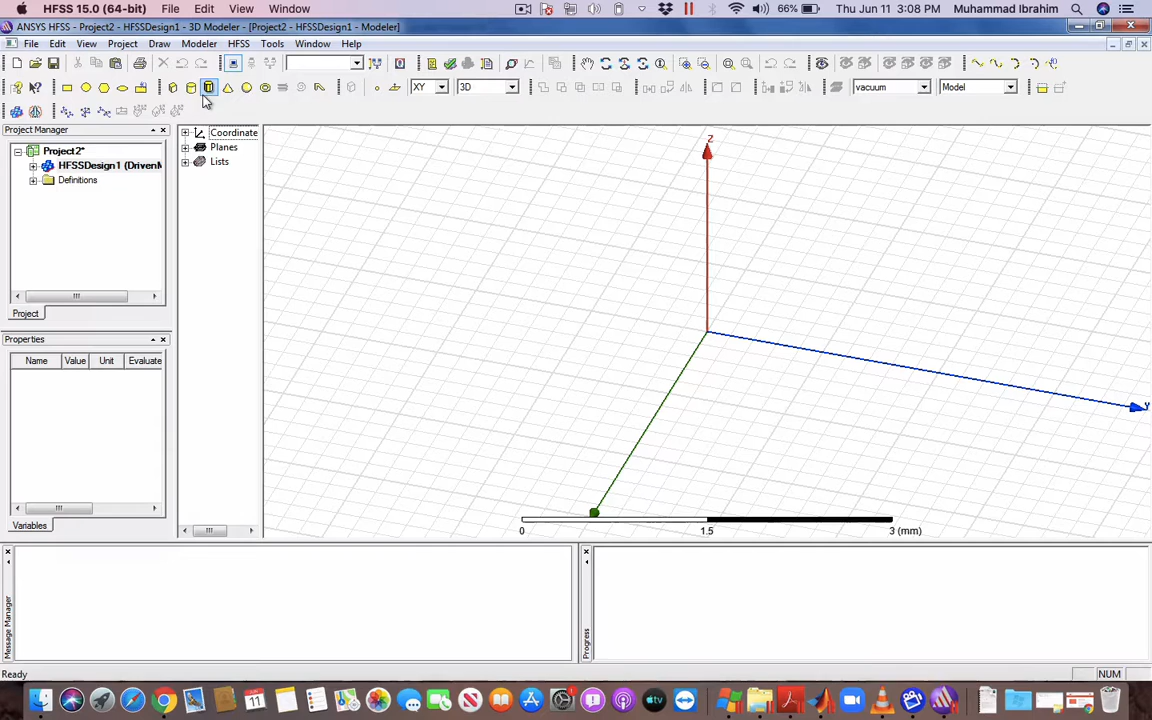 HFSS 15.0 (64-bit) File Edit View Window 66% Thu Jun 11 3:08 PM Muhammad Ibrahim
ANSYS HFSS - Project2 - HFSSDesign1 - 3D Modeler - [Project2 - HFSSDesign1 - Modeler]
File Edit View Project Draw Modeler HFSS Tools Window Help
XY 3D vacuum Model
Project Manager
Project2*
HFSSDesign1 (DrivenM
Definitions
Project
Coordinate
Planes
Lists
Properties
Name Value Unit Evaluate
Variables
Z
Y
0 1.5 3 (mm)
Message Manager
Progress
Ready NUM